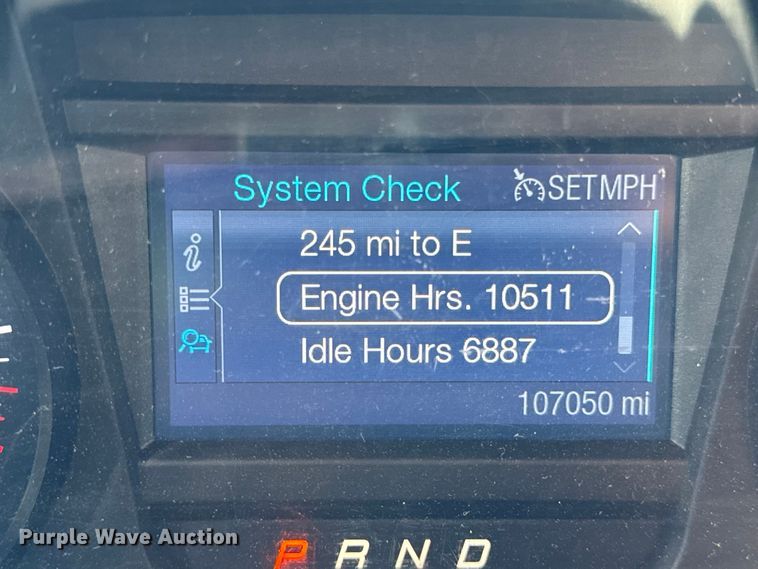 System Check SETMPH
245 mi to E
Engine Hrs. 10511
Idle Hours 6887
107050 mi
P R N D
Purple Wave Auction